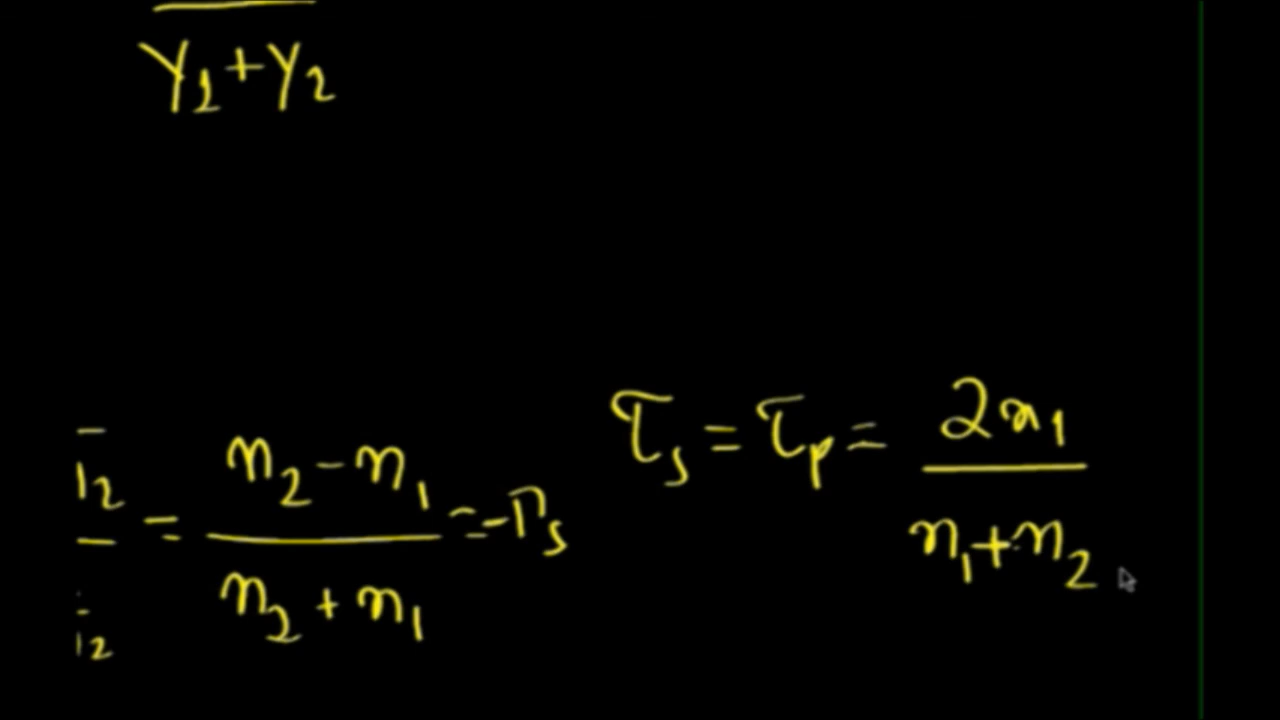 Y₁+Y₂
= n₂-n₁ / n₂+n₁ = -Γs
τs = τp = 2n₁ / n₁+n₂